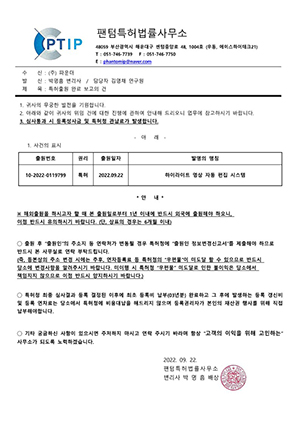 PTIP
팬텀특허법률사무소
48059 부산광역시 해운대구 센텀중앙로 48, 1004호 (우동, 에이스하이테크21)
T : 051-746-7739 F : 051-746-7750
E : phantomip@naver.com
수 신 : (주) 파운더
발 신 : 박영흠 변리사 / 담당자 김영재 연구원
제 목 : 특허출원 완료 보고의 건
1. 귀사의 무궁한 발전을 기원합니다.
2. 아래와 같이 귀사의 위임 건에 대한 진행에 관하여 안내해 드리오니 업무에 참고하시기 바랍니다.
3. 심사통과 시 등록성사금 및 특허청 관납료가 발생합니다.
- 아 래 -
1. 사건의 표시
출원번호 권리 출원일자 발명의 명칭
10-2022-0119799 특허 2022.09.22 하이라이트 영상 자동 편집 시스템
* 안 내 *
※ 해외출원을 하시고자 할 때 본 출원일로부터 1년 이내에 반드시 외국에 출원해야 하오니,
이점 반드시 유의하시기 바랍니다. (단, 상표의 경우는 6개월 이내)
◎ 출원 후 "출원인"의 주소지 등 연락처가 변동될 경우 특허청에 "출원인 정보변경신고서"를 제출해야 하므로
반드시 본 사무실로 연락을 부탁드립니다.
(특, 등본상의 주소 변경 시에는 추후, 연차등록료 등 특허청의 "우편물"이 미도달 할 수 있으므로 반드시
당소에 변경사항을 알려주시기 바랍니다. 이미행 시 특허청 "우편물" 미도달로 인한 불이익은 당소에서
책임지지 않으므로 이점 반드시 양지하시기 바랍니다.)
◎ 특허청 최종 심사결과 등록 결정된 이후에 최초 등록비 납부(3년분) 완료하고 그 후에 발생하는 등록 갱신비
및 등록 연차료는 당소에서 특허청에 비용대납을 해드리지 않으며 등록권리자가 본인의 재산권 행사를 위해 직접
납부해야합니다.
◎ 기타 궁금하신 사항이 있으시면 주저하지 마시고 연락 주시기 바라며 항상 "고객의 이익을 위해 고민하는"
사무소가 되도록 노력하겠습니다.
2022. 09. 22.
팬텀특허법률사무소
변리사 박 영 흠 배상